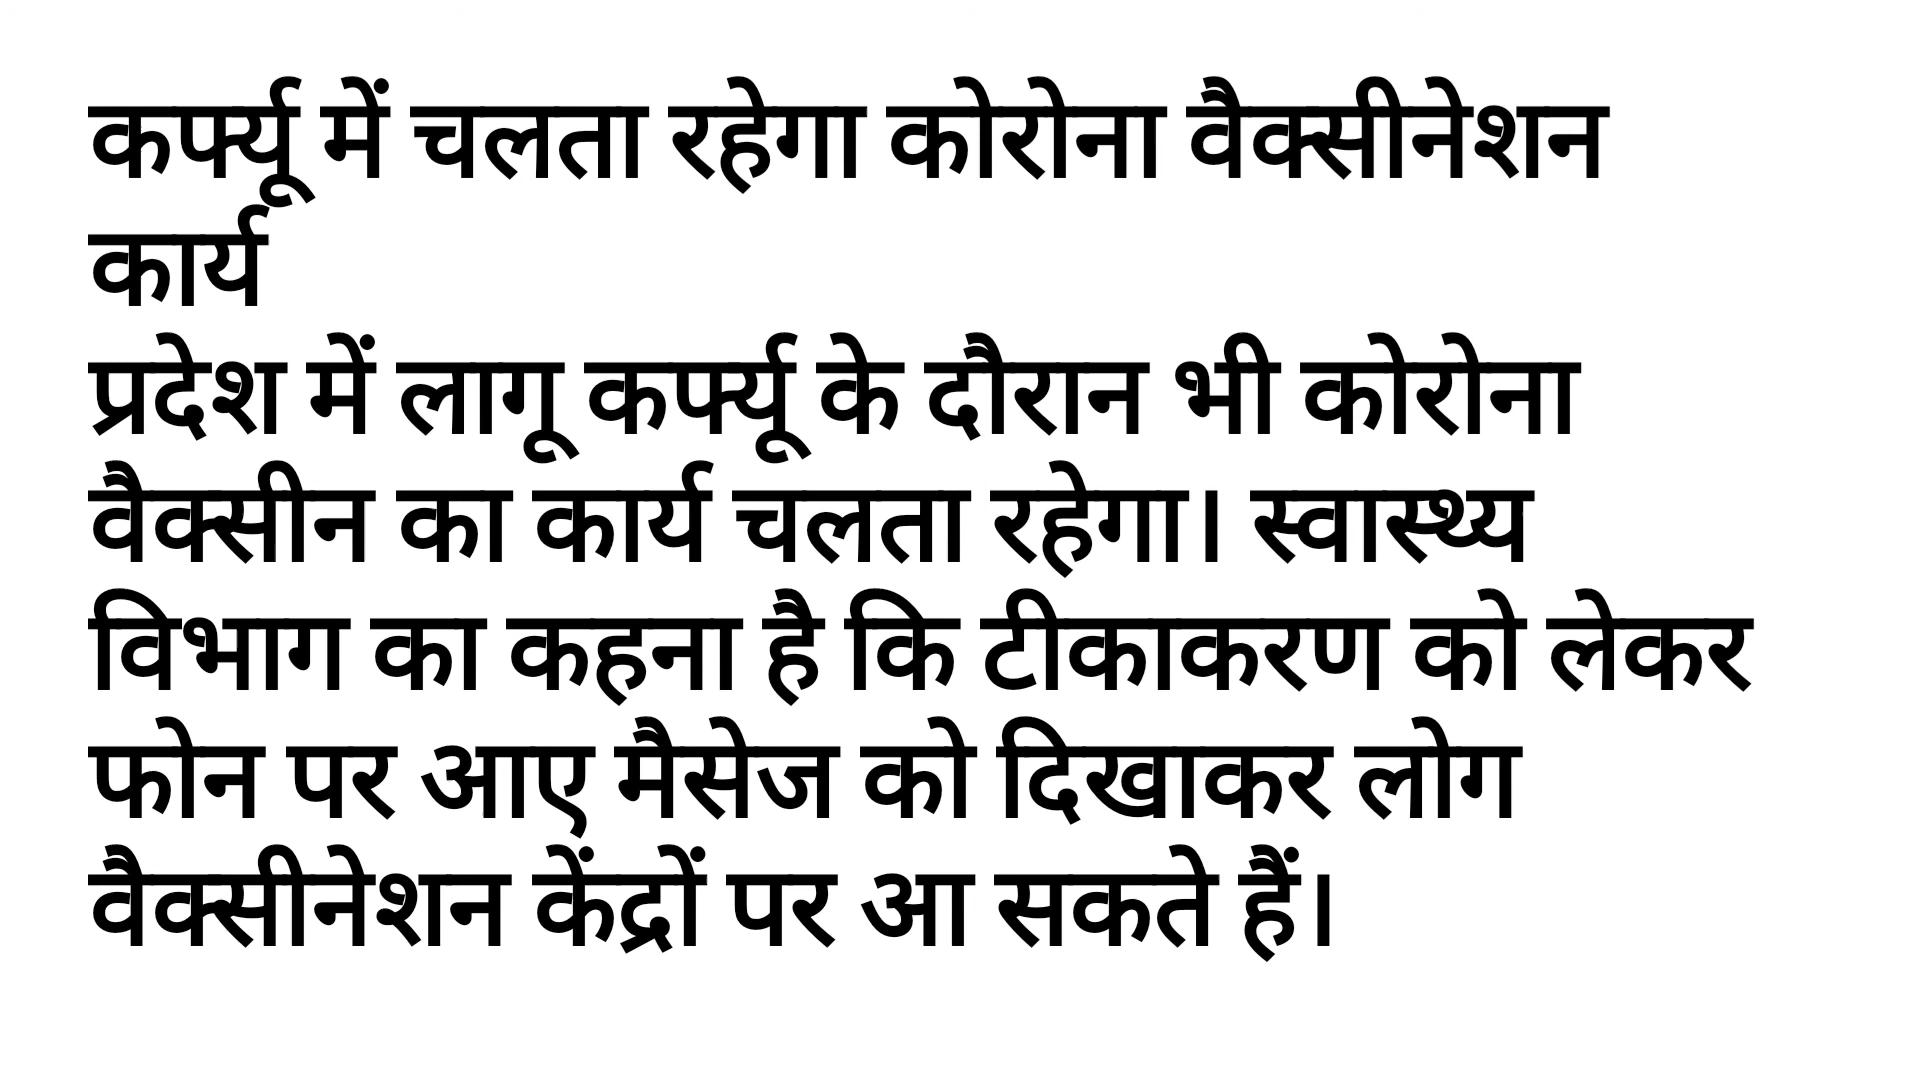 कर्फ्यू में चलता रहेगा कोरोना वैक्सीनेशन
कार्य
प्रदेश में लागू कर्फ्यू के दौरान भी कोरोना
वैक्सीन का कार्य चलता रहेगा। स्वास्थ्य
विभाग का कहना है कि टीकाकरण को लेकर
फोन पर आए मैसेज को दिखाकर लोग
वैक्सीनेशन केंद्रों पर आ सकते हैं।